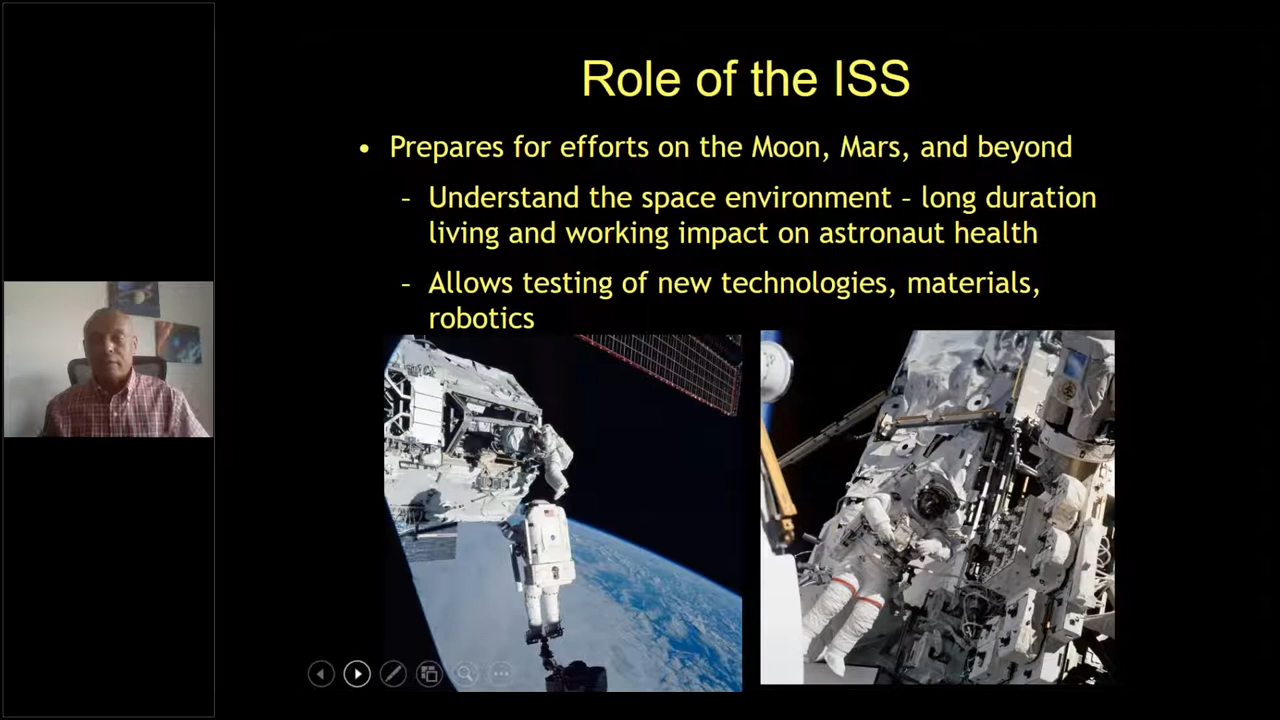 Role of the ISS
• Prepares for efforts on the Moon, Mars, and beyond
– Understand the space environment – long duration
living and working impact on astronaut health
– Allows testing of new technologies, materials,
robotics